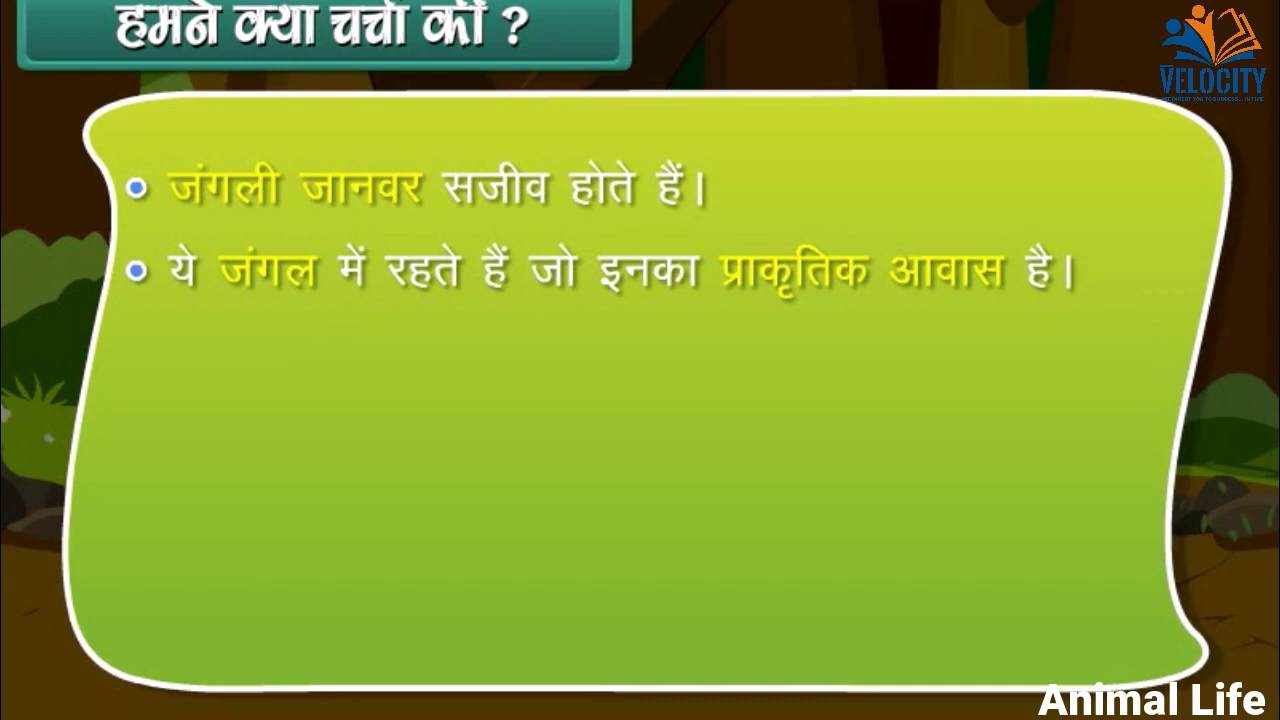 हमने क्या चर्चा की ?
VELOCITY
जंगली जानवर सजीव होते हैं।
ये जंगल में रहते हैं जो इनका प्राकृतिक आवास है।
Animal Life